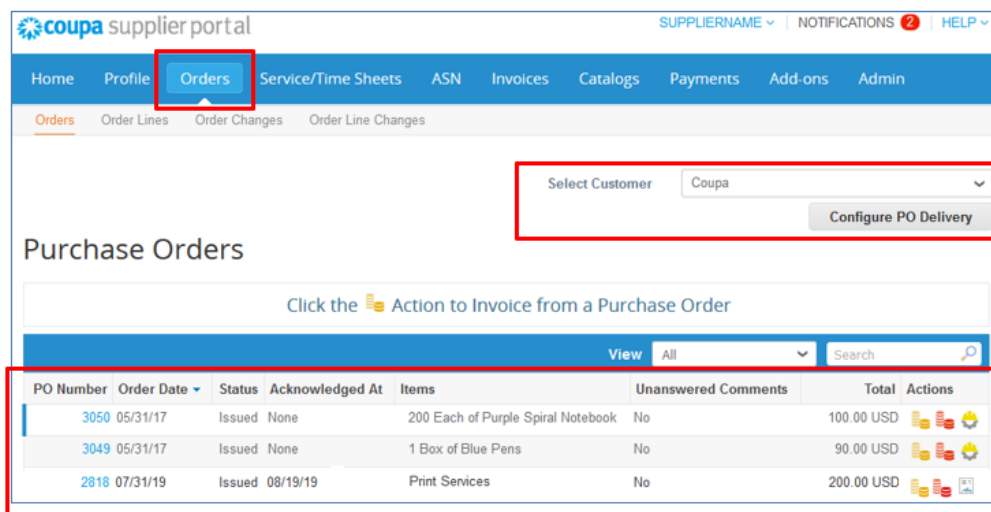 coupa supplier portal SUPPLIERNAME NOTIFICATIONS 2 HELP
Home Profile Orders Service/Time Sheets ASN Invoices Catalogs Payments Add-ons Admin
Orders Order Lines Order Changes Order Line Changes
Select Customer Coupa
Configure PO Delivery
Purchase Orders
Click the Action to Invoice from a Purchase Order
View All Search
PO Number Order Date Status Acknowledged At Items Unanswered Comments Total Actions
3050 05/31/17 Issued None 200 Each of Purple Spiral Notebook No 100.00 USD
3049 05/31/17 Issued None 1 Box of Blue Pens No 90.00 USD
2818 07/31/19 Issued 08/19/19 Print Services No 200.00 USD